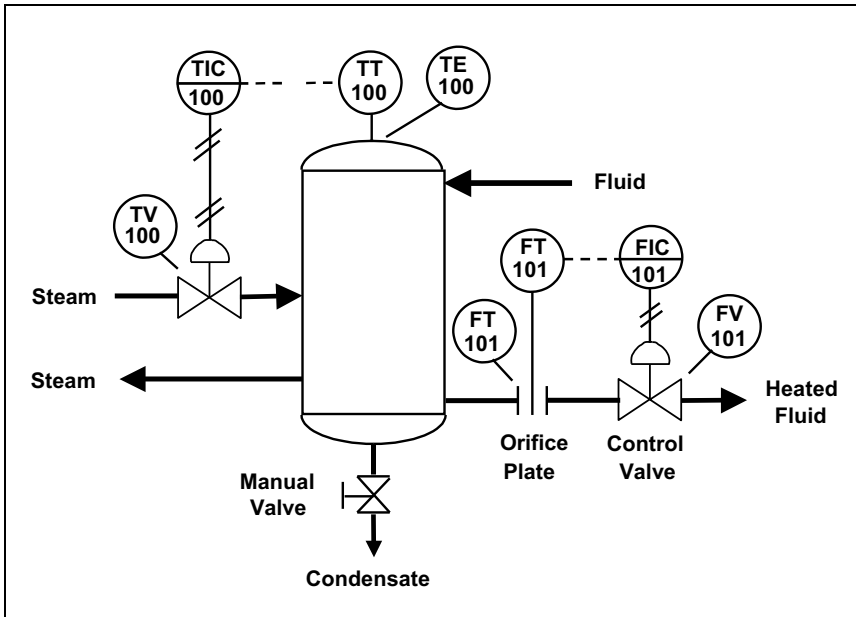 TIC
100
TT
100
TE
100
Fluid
TV
100
FT
101
FIC
101
Steam
FT
101
FV
101
Steam
Heated
Fluid
Orifice
Plate
Control
Valve
Manual
Valve
Condensate